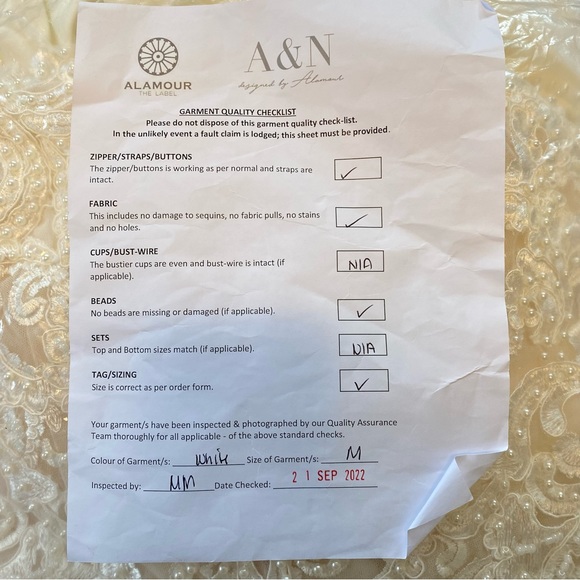 ALAMOUR
THE LABEL
A&N
designed by Alamour
GARMENT QUALITY CHECKLIST
Please do not dispose of this garment quality check-list.
In the unlikely event a fault claim is lodged; this sheet must be provided.
ZIPPER/STRAPS/BUTTONS
The zipper/buttons is working as per normal and straps are
intact.
✓
FABRIC
This includes no damage to sequins, no fabric pulls, no stains
and no holes.
✓
CUPS/BUST-WIRE
The bustier cups are even and bust-wire is intact (if
applicable).
N/A
BEADS
No beads are missing or damaged (if applicable).
✓
SETS
Top and Bottom sizes match (if applicable).
N/A
TAG/SIZING
Size is correct as per order form.
✓
Your garment/s have been inspected & photographed by our Quality Assurance
Team thoroughly for all applicable - of the above standard checks.
Colour of Garment/s: White Size of Garment/s: M
Inspected by: MM Date Checked: 21 SEP 2022